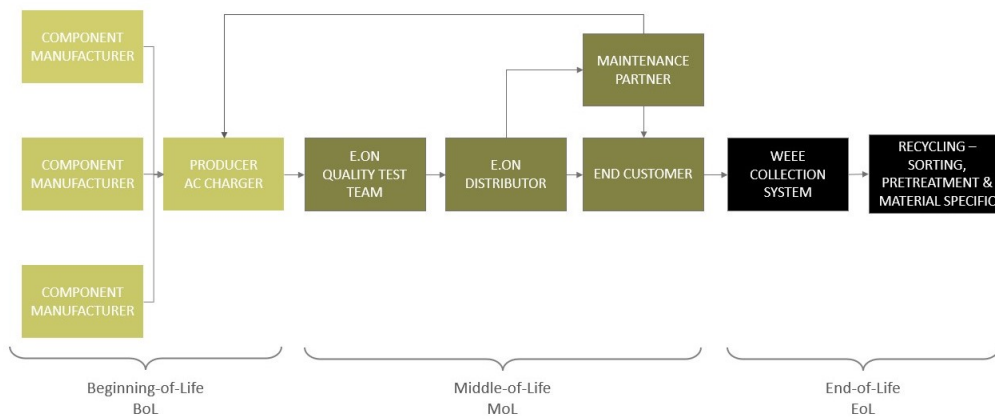 COMPONENT
MANUFACTURER
MAINTENANCE
PARTNER
COMPONENT
MANUFACTURER
PRODUCER
AC CHARGER
E.ON
QUALITY TEST
TEAM
E.ON
DISTRIBUTOR
END CUSTOMER
WEEE
COLLECTION
SYSTEM
RECYCLING –
SORTING,
PRETREATMENT &
MATERIAL SPECIFIC
COMPONENT
MANUFACTURER
Beginning-of-Life
BoL
Middle-of-Life
MoL
End-of-Life
EoL